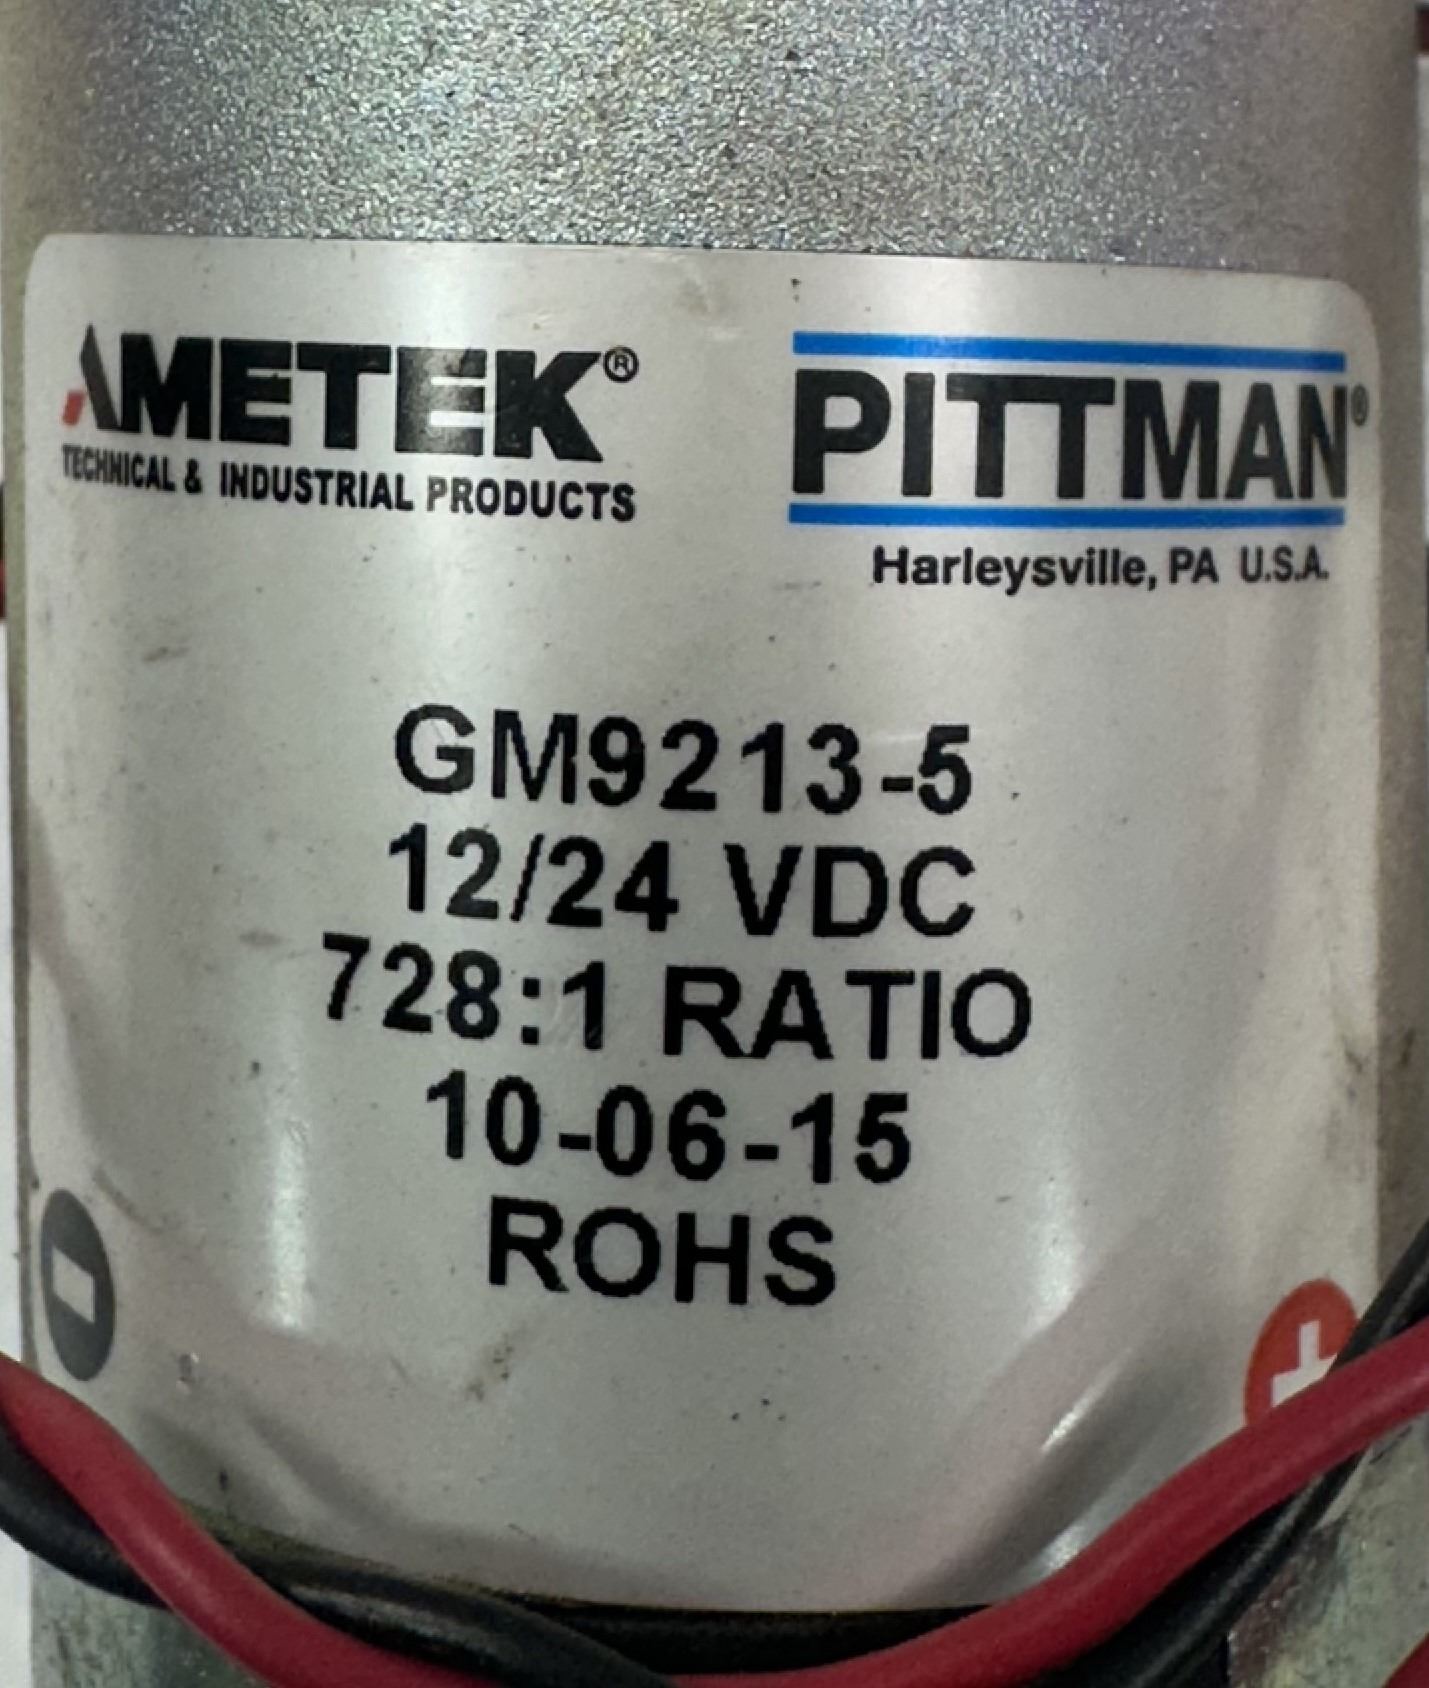 AMETEK®
TECHNICAL & INDUSTRIAL PRODUCTS
PITTMAN®
Harleysville, PA U.S.A.
GM9213-5
12/24 VDC
728:1 RATIO
10-06-15
ROHS